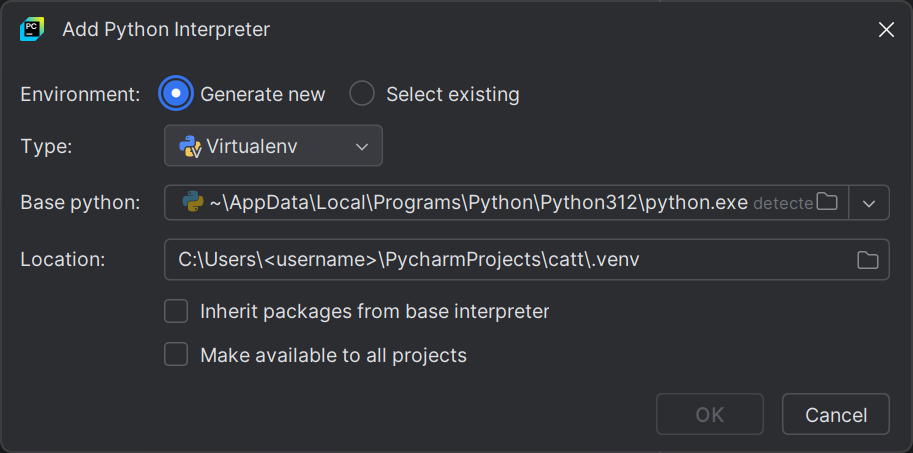 PC
Add Python Interpreter
Environment: Generate new Select existing
Type: Virtualenv
Base python: ~\AppData\Local\Programs\Python\Python312\python.exe detecte
Location: C:\Users\<username>\PycharmProjects\catt\.venv
Inherit packages from base interpreter
Make available to all projects
OK Cancel